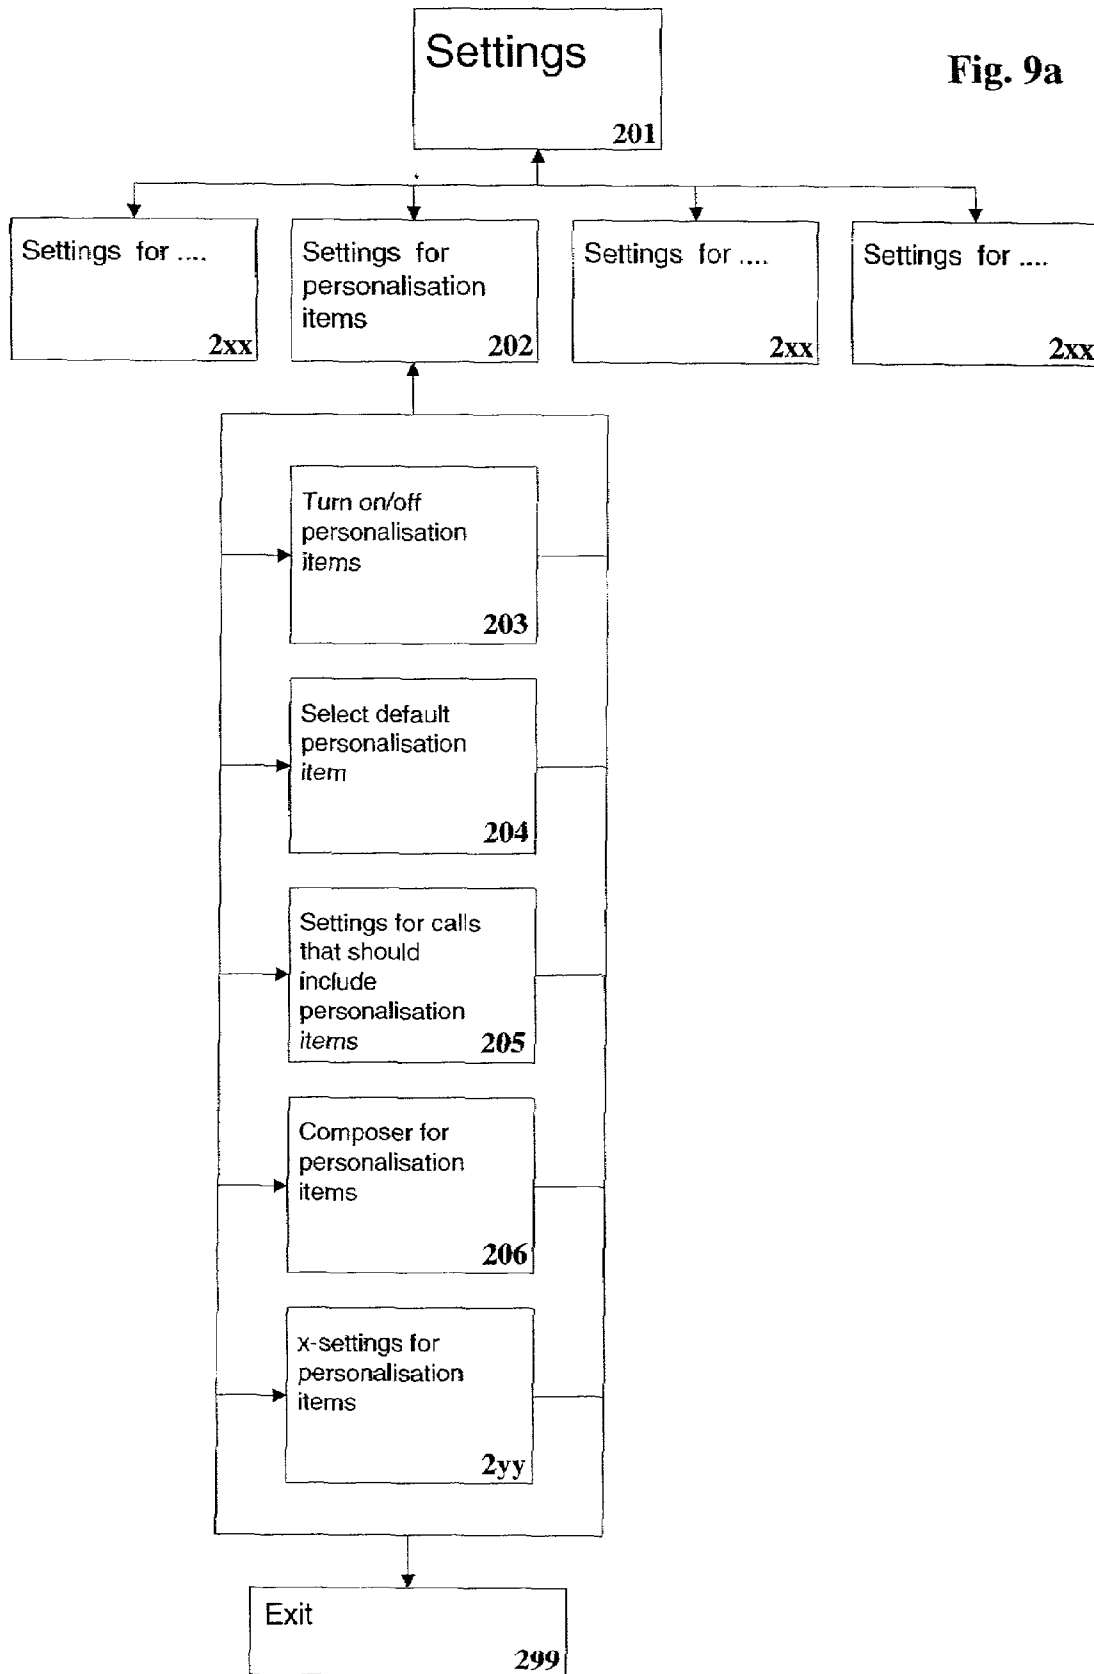 Settings
201
Fig. 9a
Settings for ....
2xx
Settings for
personalisation
items
202
Settings for ....
2xx
Settings for ....
2xx
Turn on/off
personalisation
items
203
Select default
personalisation
item
204
Settings for calls
that should
include
personalisation
items
205
Composer for
personalisation
items
206
x-settings for
personalisation
items
2yy
Exit
299